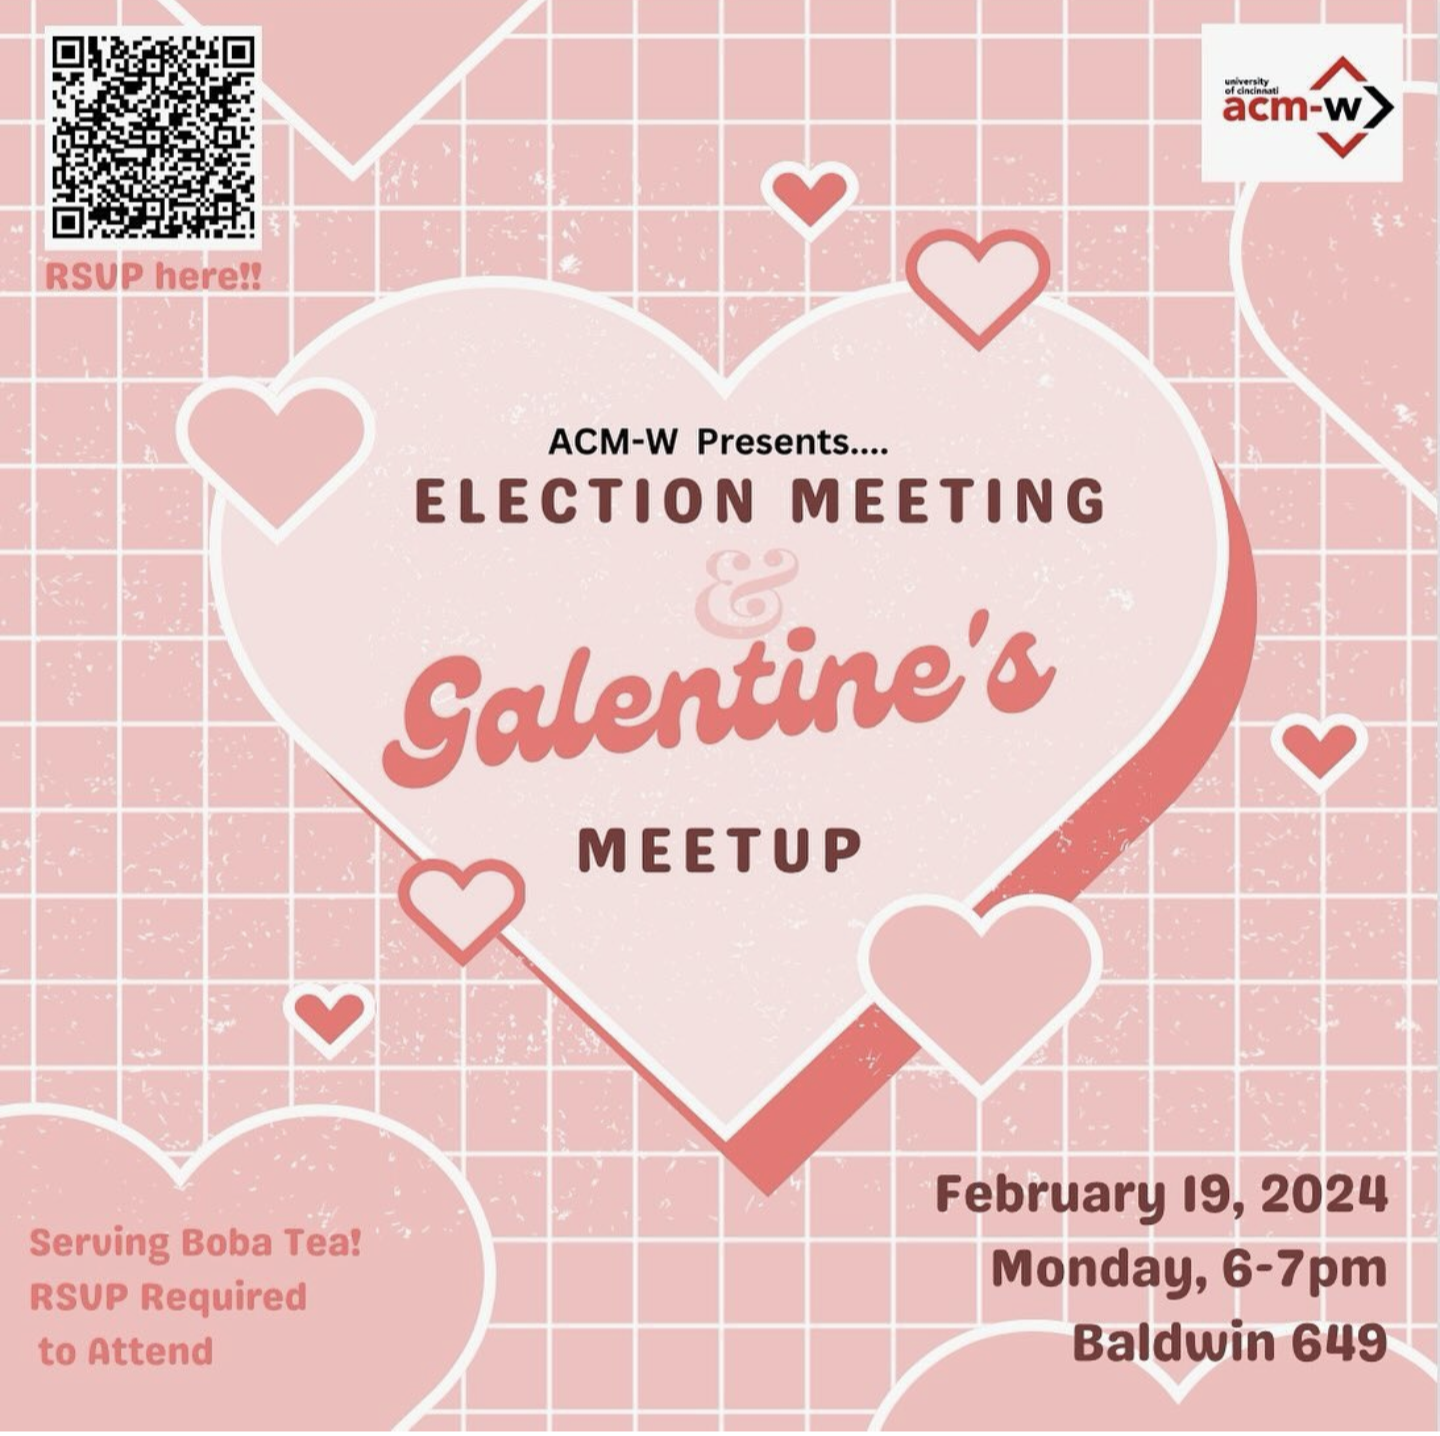 RSVP here!!
university
of cincinnati
acm-w
ACM-W Presents....
ELECTION MEETING
&
Galentine's
MEETUP
Serving Boba Tea!
RSVP Required
to Attend
February 19, 2024
Monday, 6-7pm
Baldwin 649